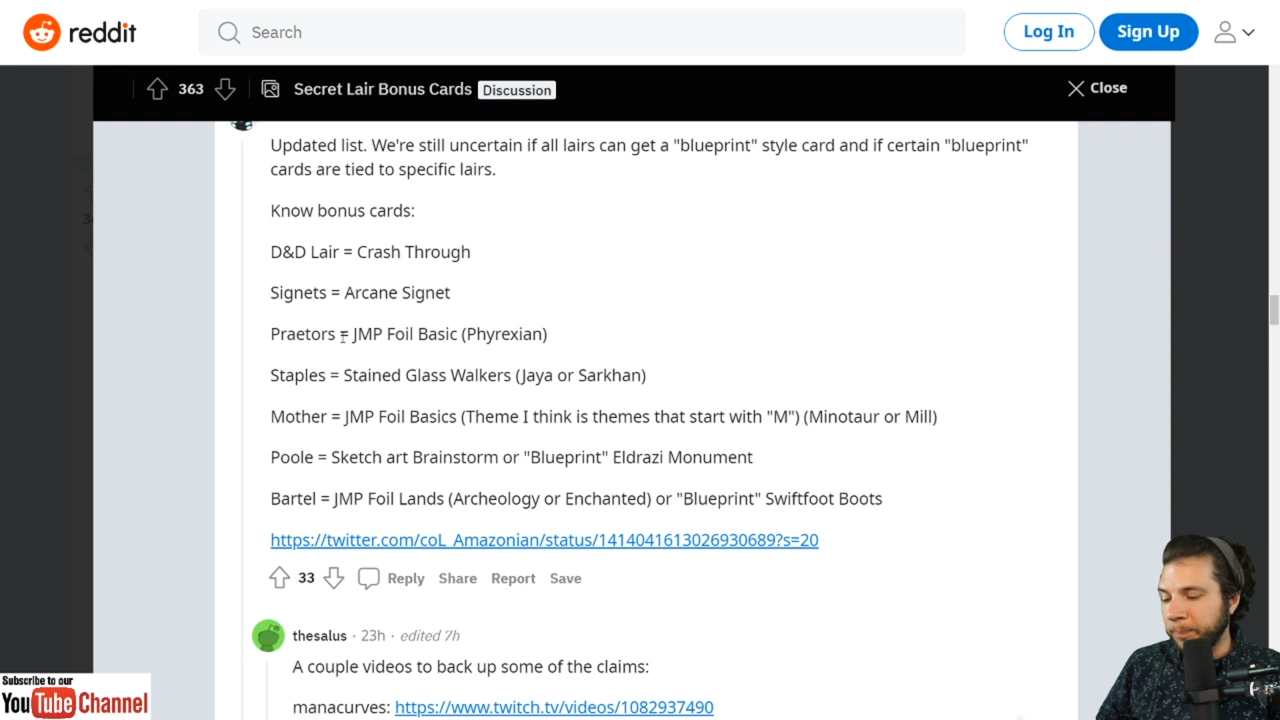 reddit
Search
Log In
Sign Up
363
Secret Lair Bonus Cards Discussion
Close
Updated list. We're still uncertain if all lairs can get a "blueprint" style card and if certain "blueprint"
cards are tied to specific lairs.
Know bonus cards:
D&D Lair = Crash Through
Signets = Arcane Signet
Praetors = JMP Foil Basic (Phyrexian)
Staples = Stained Glass Walkers (Jaya or Sarkhan)
Mother = JMP Foil Basics (Theme I think is themes that start with "M") (Minotaur or Mill)
Poole = Sketch art Brainstorm or "Blueprint" Eldrazi Monument
Bartel = JMP Foil Lands (Archeology or Enchanted) or "Blueprint" Swiftfoot Boots
https://twitter.com/coL_Amazonian/status/1414041613026930689?s=20
33 Reply Share Report Save
thesalus · 23h · edited 7h
A couple videos to back up some of the claims:
manacurves: https://www.twitch.tv/videos/1082937490
Subscribe to our
YouTube Channel